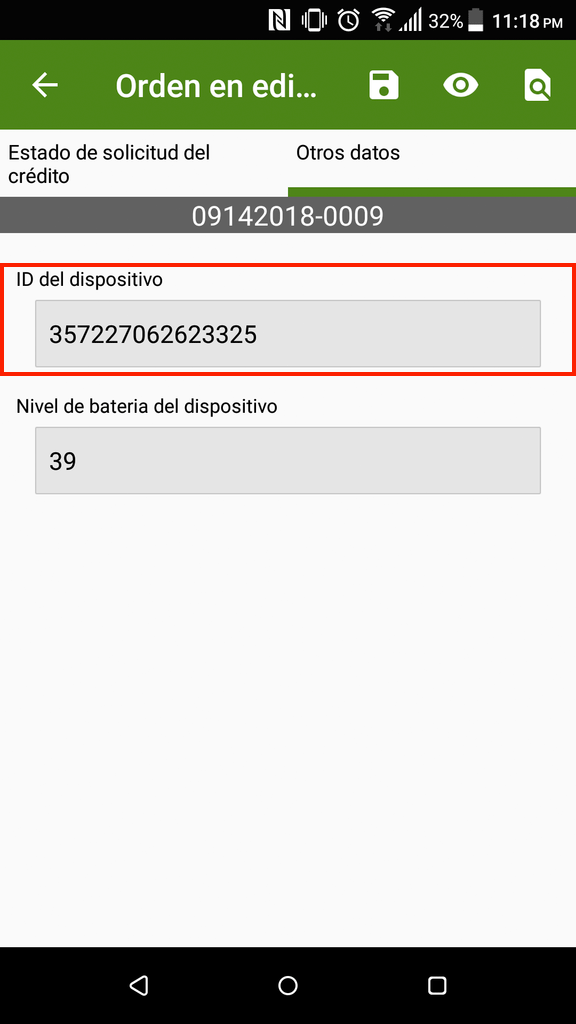 32% 11:18 PM
Orden en edi...
Estado de solicitud del
crédito
Otros datos
09142018-0009
ID del dispositivo
357227062623325
Nivel de bateria del dispositivo
39